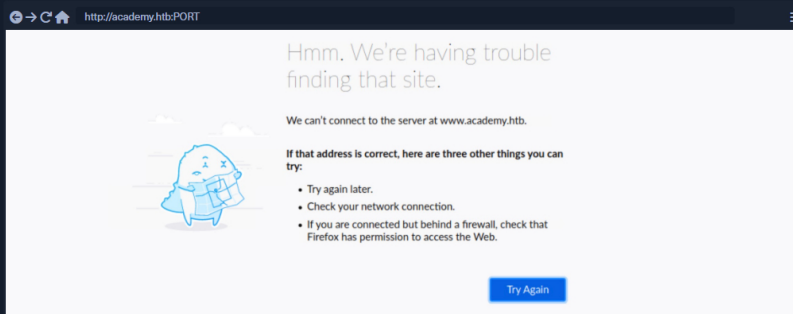 http://academy.htb:PORT
Hmm. We're having trouble
finding that site.
We can't connect to the server at www.academy.htb.
If that address is correct, here are three other things you can
try:
• Try again later.
• Check your network connection.
• If you are connected but behind a firewall, check that
Firefox has permission to access the Web.
Try Again